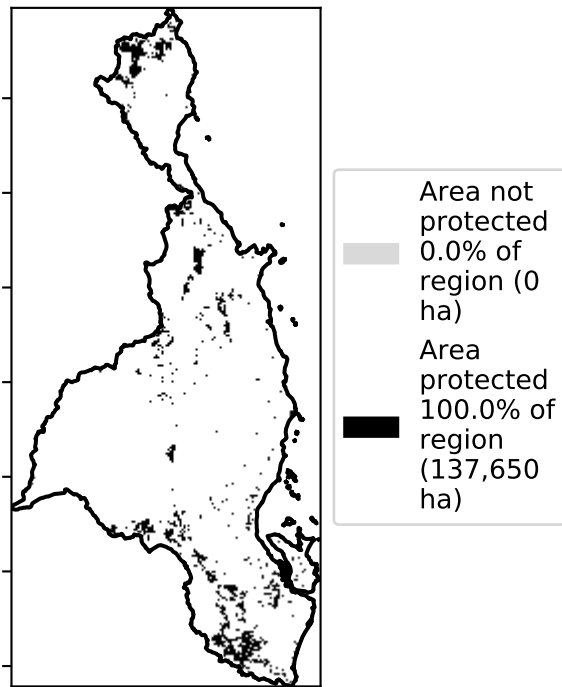 Area not
protected
0.0% of
region (0
ha)
Area
protected
100.0% of
region
(137,650
ha)